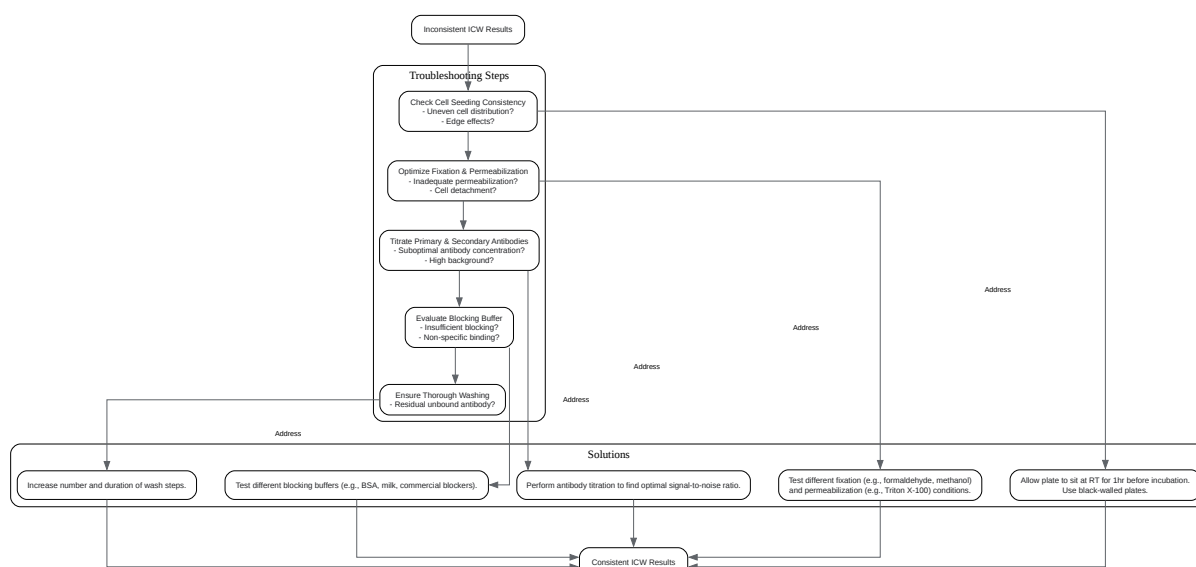 Inconsistent ICW Results
Troubleshooting Steps
Check Cell Seeding Consistency
- Uneven cell distribution?
- Edge effects?
Optimize Fixation & Permeabilization
- Inadequate permeabilization?
- Cell detachment?
Titrate Primary & Secondary Antibodies
- Suboptimal antibody concentration?
- High background?
Address
Evaluate Blocking Buffer
- Insufficient blocking?
- Non-specific binding?
Address
Address
Ensure Thorough Washing
- Residual unbound antibody?
Address
Address
Solutions
Increase number and duration of wash steps.
Test different blocking buffers (e.g., BSA, milk, commercial blockers).
Perform antibody titration to find optimal signal-to-noise ratio.
Test different fixation (e.g., formaldehyde, methanol)
and permeabilization (e.g., Triton X-100) conditions.
Allow plate to sit at RT for 1hr before incubation.
Use black-walled plates.
Consistent ICW Results